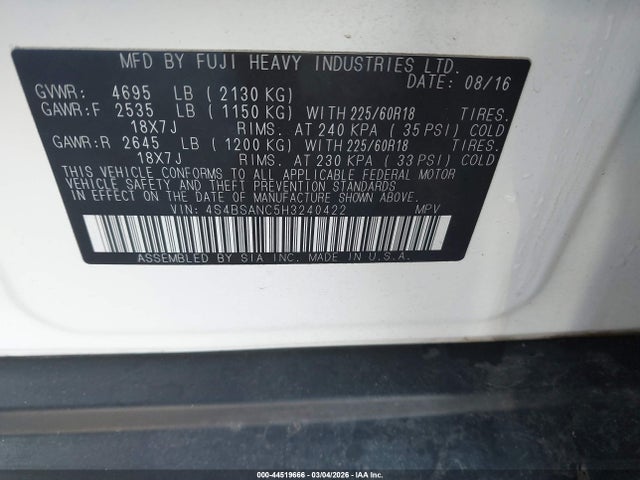 MFD BY FUJI HEAVY INDUSTRIES LTD.
DATE: 08/16
GVWR: 4695 LB ( 2130 KG)
GAWR:F 2535 LB ( 1150 KG) WITH 225/60R18 TIRES.
18X7J RIMS. AT 240 KPA ( 35 PSI) COLD
GAWR:R 2645 LB ( 1200 KG) WITH 225/60R18 TIRES.
18X7J RIMS. AT 230 KPA ( 33 PSI) COLD
THIS VEHICLE CONFORMS TO ALL APPLICABLE FEDERAL MOTOR
VEHICLE SAFETY AND THEFT PREVENTION STANDARDS
IN EFFECT ON THE DATE OF MANUFACTURE SHOWN ABOVE.
VIN: 4S4BSANC5H3240422 MPV
ASSEMBLED BY SIA INC. IN U.S.A.
000-44519666 - 03/04/2026 - IAA Inc.